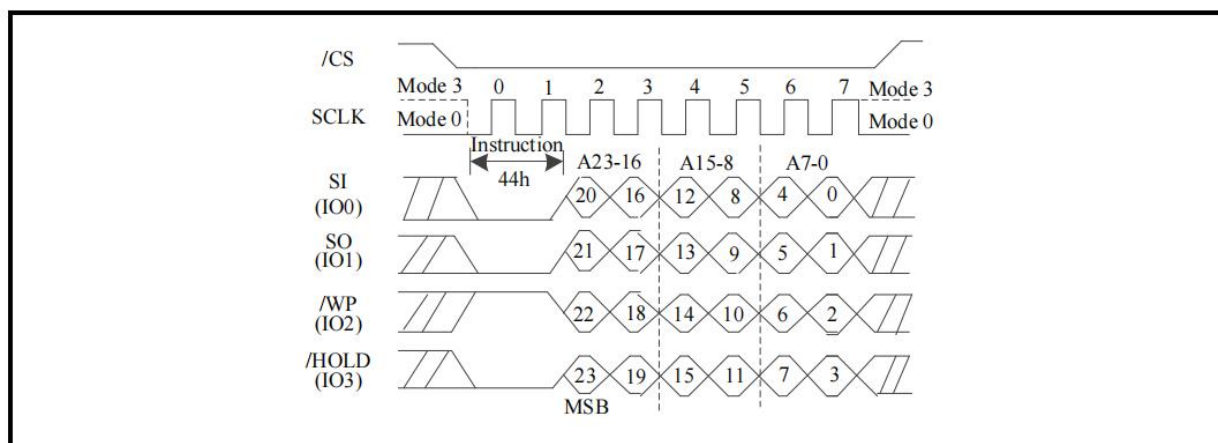 /CS
Mode 3 0 1 2 3 4 5 6 7 Mode 3
SCLK Mode 0 Mode 0
Instruction A23-16 A15-8 A7-0
44h
SI
(IO0) 20 16 12 8 4 0
SO
(IO1) 21 17 13 9 5 1
/WP
(IO2) 22 18 14 10 6 2
/HOLD
(IO3) 23 19 15 11 7 3
MSB